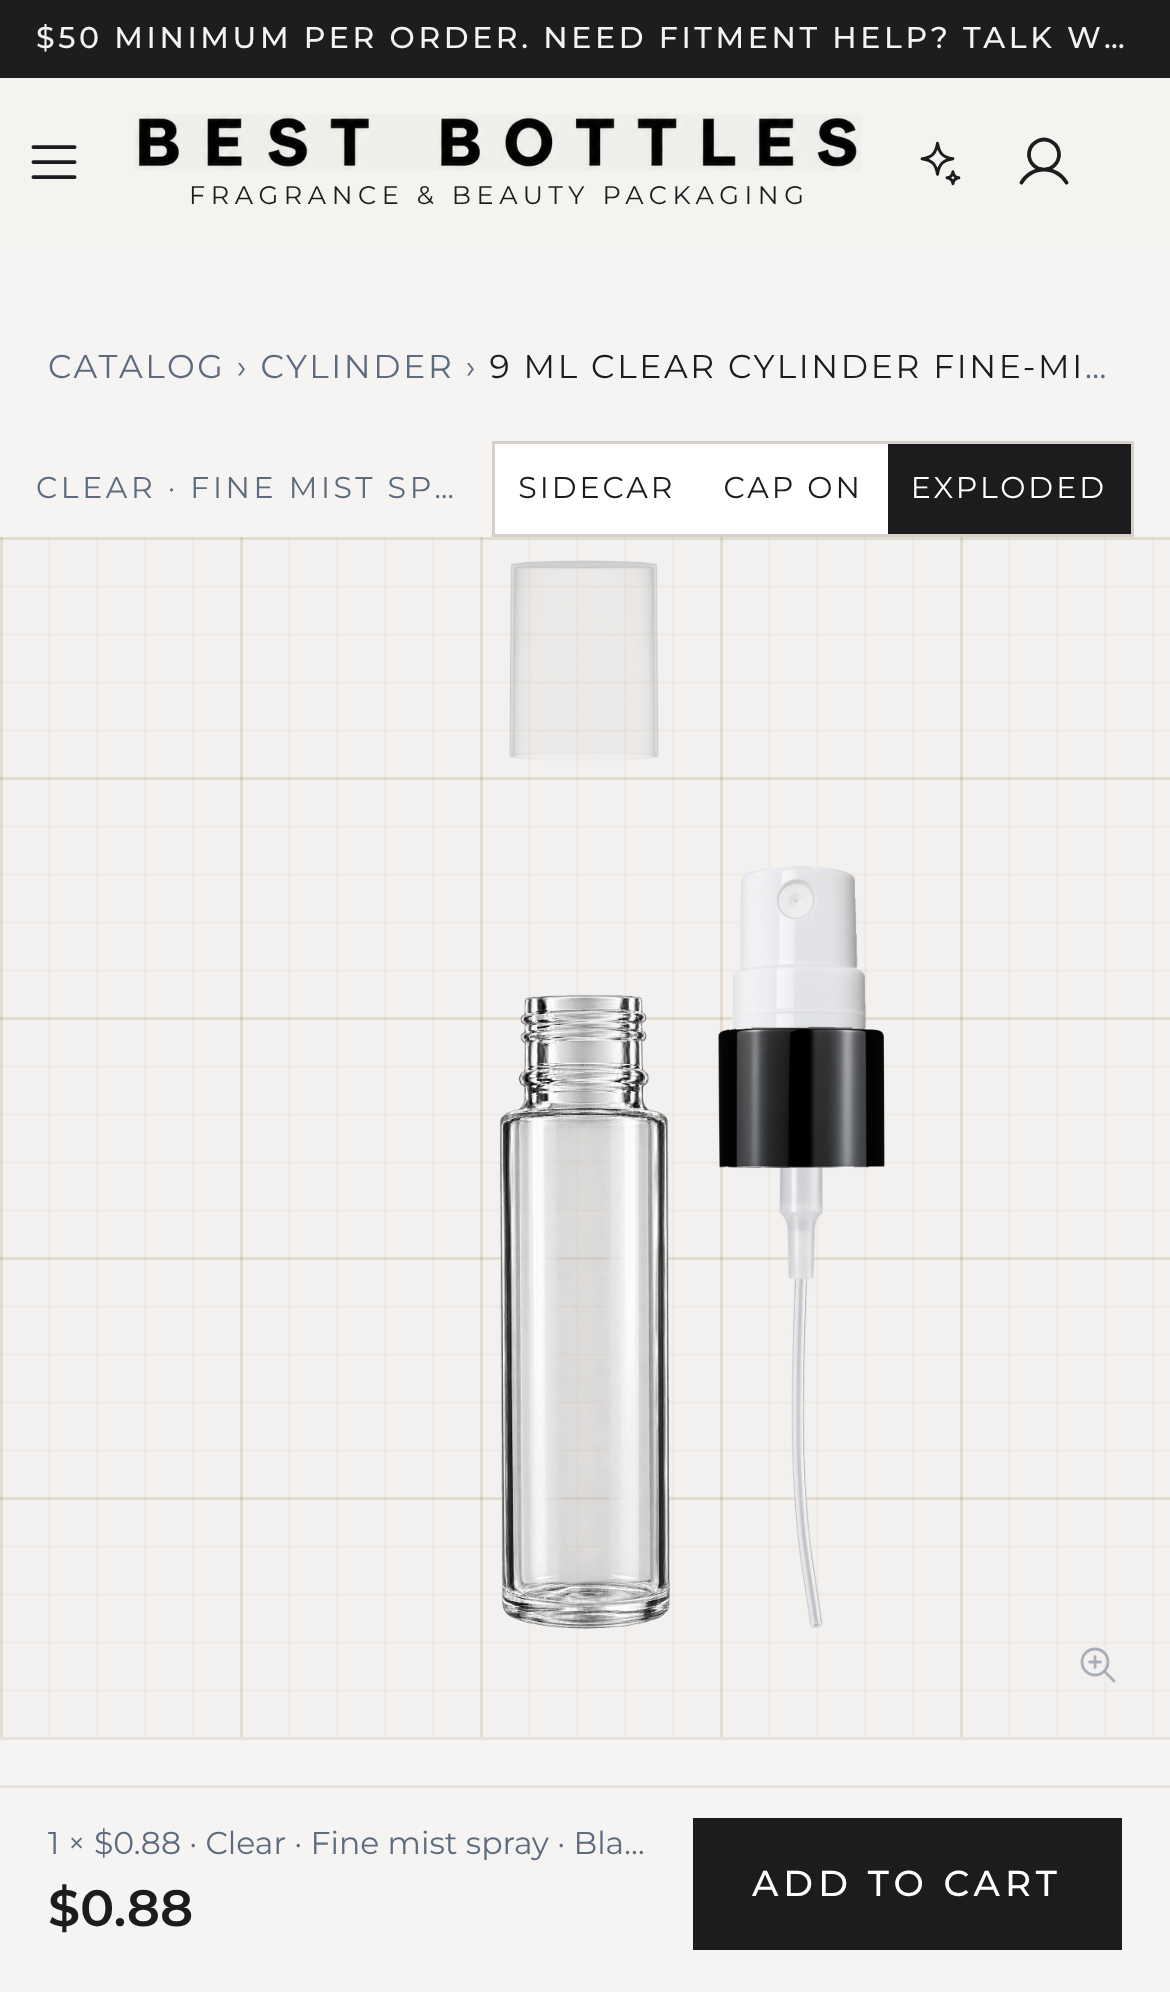 $50 MINIMUM PER ORDER. NEED FITMENT HELP? TALK W...
BEST BOTTLES
FRAGRANCE & BEAUTY PACKAGING
CATALOG › CYLINDER › 9 ML CLEAR CYLINDER FINE-MI...
CLEAR · FINE MIST SP...
SIDECAR
CAP ON
EXPLODED
1 × $0.88 · Clear · Fine mist spray · Bla...
$0.88
ADD TO CART